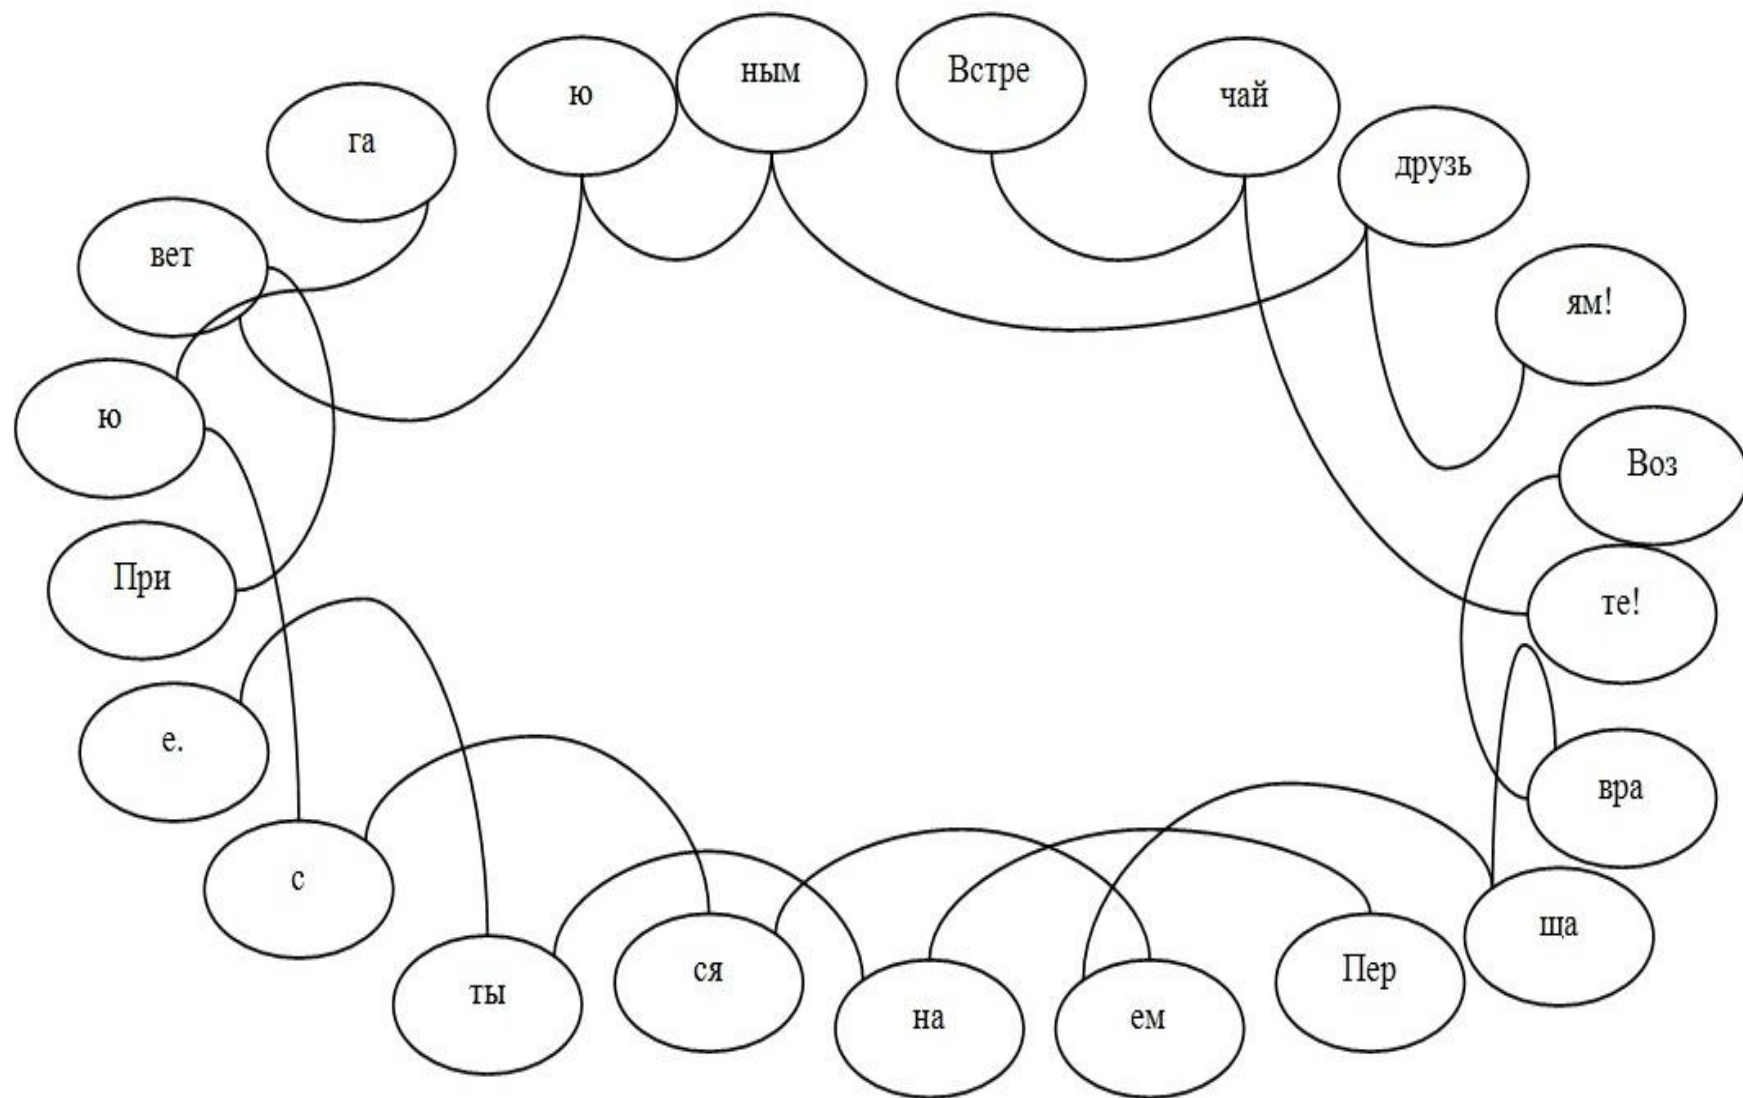 ным
Встре
ю
чай
га
друзь
вет
ям!
ю
Воз
При
те!
е.
вра
с
ща
ты
ся
Пер
на
ем